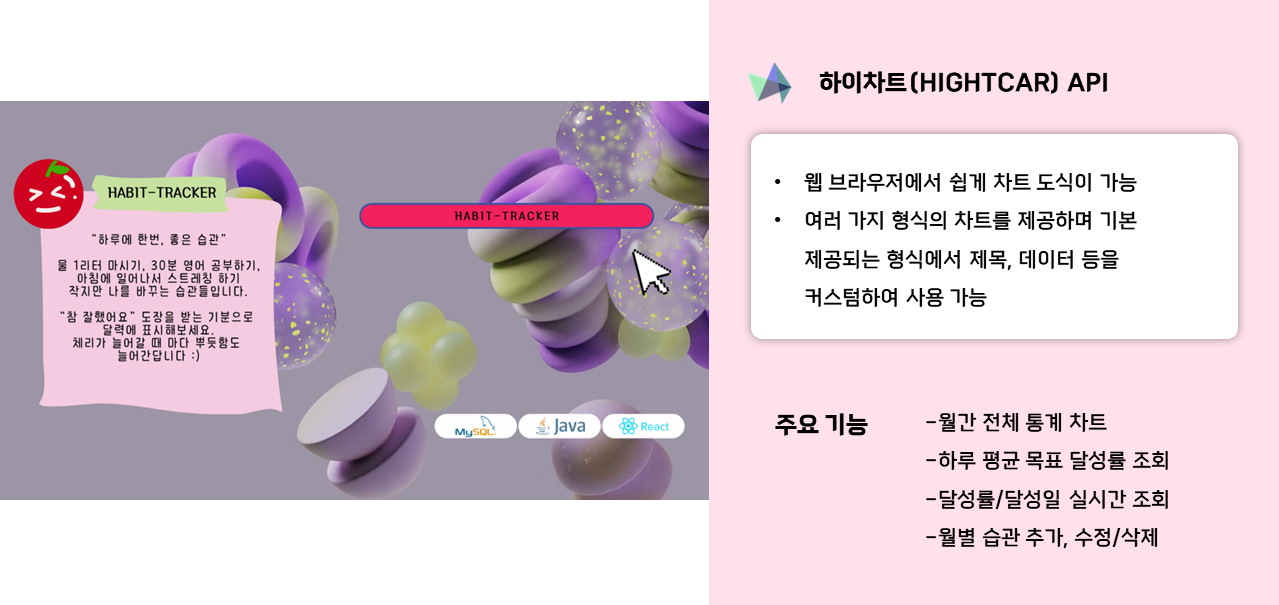 HABIT-TRACKER
“하루에 한번, 좋은 습관”
물 1리터 마시기, 30분 영어 공부하기,
아침에 일어나서 스트레칭 하기
작지만 나를 바꾸는 습관들입니다.
“참 잘했어요” 도장을 받는 기분으로
달력에 표시해보세요.
체리가 늘어갈 때 마다 뿌듯함도
늘어간답니다 :)
HABIT-TRACKER
MySQL
Java
React
하이차트(HIGHTCAR) API
• 웹 브라우저에서 쉽게 차트 도식이 가능
• 여러 가지 형식의 차트를 제공하며 기본
제공되는 형식에서 제목, 데이터 등을
커스텀하여 사용 가능
주요 기능
-월간 전체 통계 차트
-하루 평균 목표 달성률 조회
-달성률/달성일 실시간 조회
-월별 습관 추가, 수정/삭제